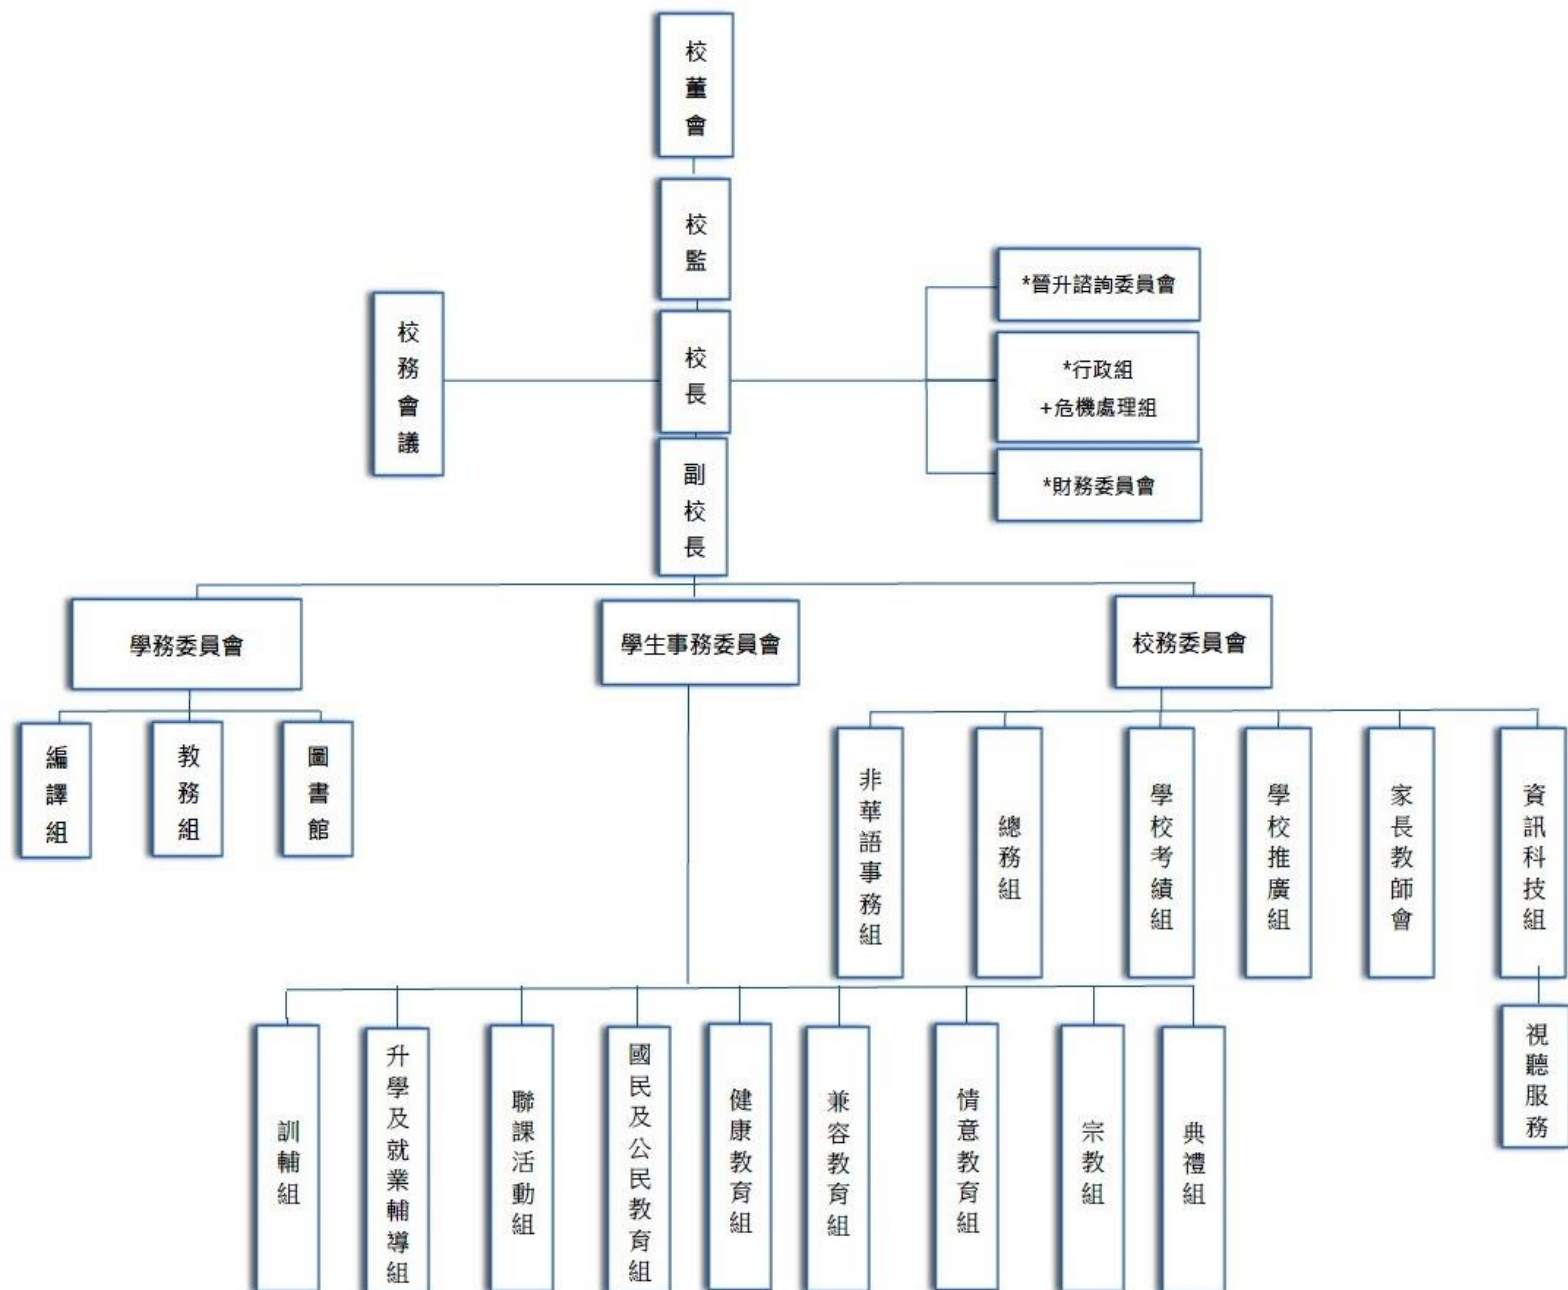 校董會
校監
*晉升諮詢委員會
校務會議
校長
*行政組
+危機處理組
副校長
*財務委員會
學務委員會
學生事務委員會
校務委員會
編譯組
教務組
圖書館
非華語事務組
總務組
學校考績組
學校推廣組
家長教師會
資訊科技組
視聽服務
訓輔組
升學及就業輔導組
聯課活動組
國民及公民教育組
健康教育組
兼容教育組
情意教育組
宗教組
典禮組